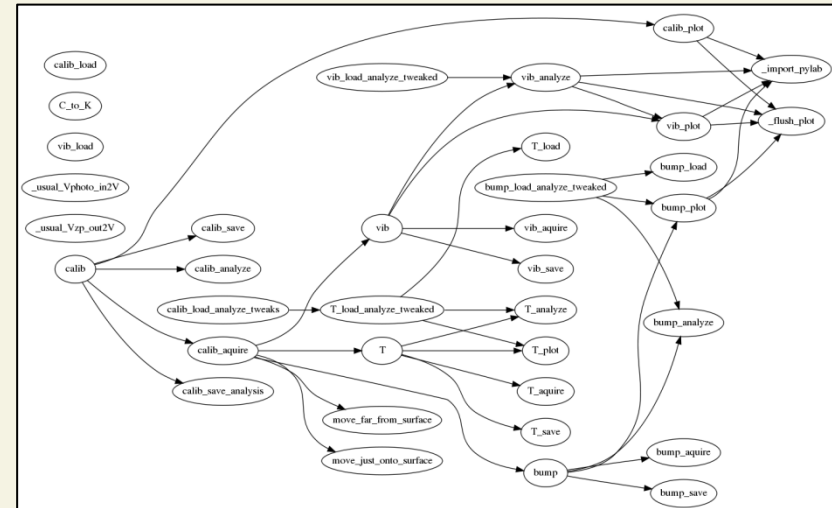 calib_plot
calib_load
_import_pylab
vib_load_analyze_tweaked
vib_analyze
C_to_K
_flush_plot
vib_plot
vib_load
T_load
bump_load
_usual_Vphoto_in2V
bump_load_analyze_tweaked
bump_plot
_usual_Vzp_out2V
calib_save
vib
vib_aquire
calib
calib_analyze
vib_save
calib_load_analyze_tweaks
T_load_analyze_tweaked
T_analyze
bump_analyze
calib_aquire
T
T_plot
calib_save_analysis
T_aquire
move_far_from_surface
T_save
bump_aquire
move_just_onto_surface
bump
bump_save